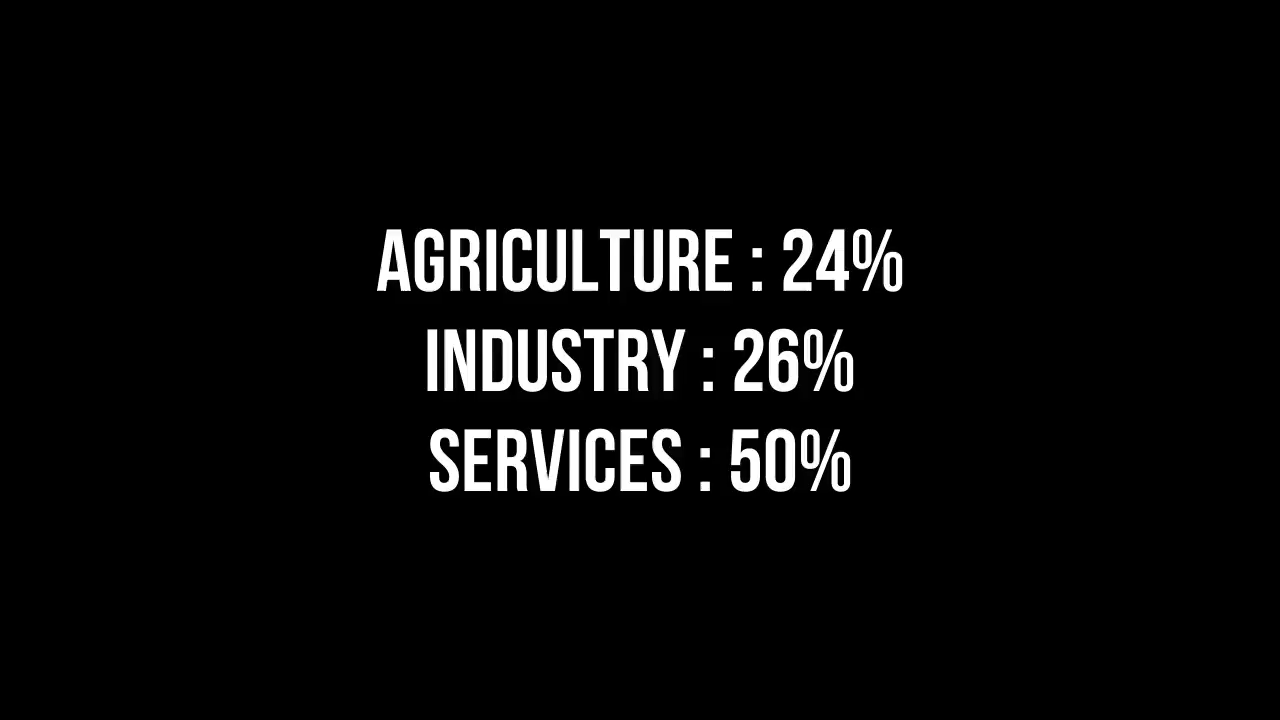 AGRICULTURE : 24%
INDUSTRY : 26%
SERVICES : 50%